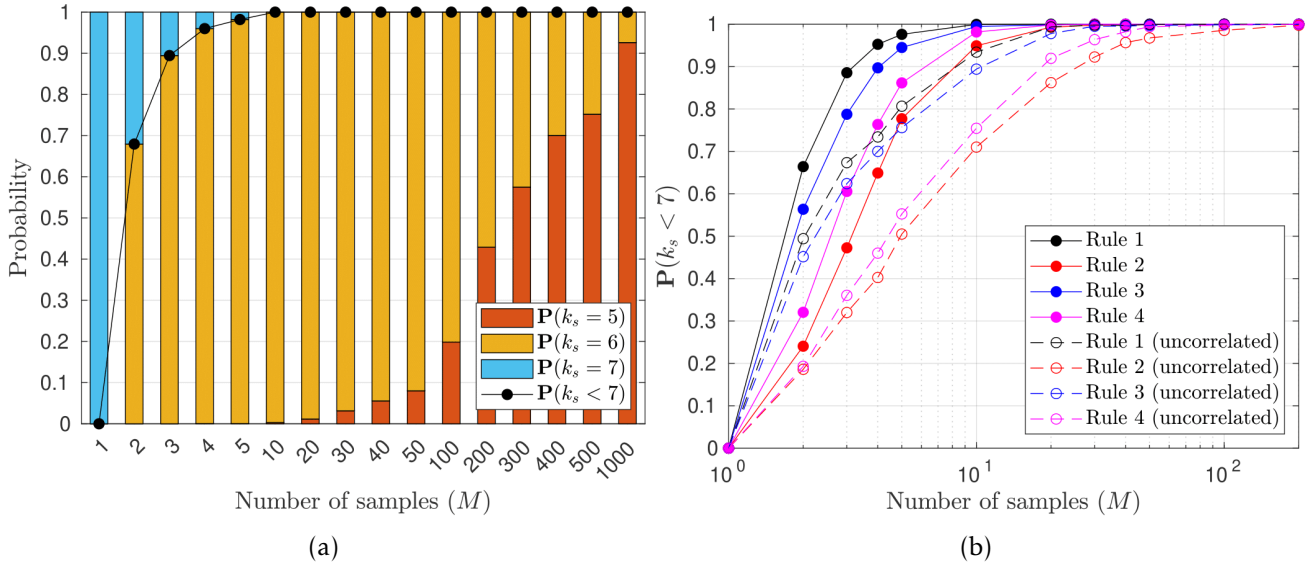 1
0.9
0.8
0.7
0.6
0.5
0.4
0.3
0.2
0.1
0
Probability
P(k_s = 5)
P(k_s = 6)
P(k_s = 7)
P(k_s < 7)
1 2 3 4 5 10 20 30 40 50 100 200 300 400 500 1000
Number of samples (M)
(a)
1
0.9
0.8
0.7
0.6
0.5
0.4
0.3
0.2
0.1
0
P(k_s < 7)
Rule 1
Rule 2
Rule 3
Rule 4
Rule 1 (uncorrelated)
Rule 2 (uncorrelated)
Rule 3 (uncorrelated)
Rule 4 (uncorrelated)
10^0 10^1 10^2
Number of samples (M)
(b)